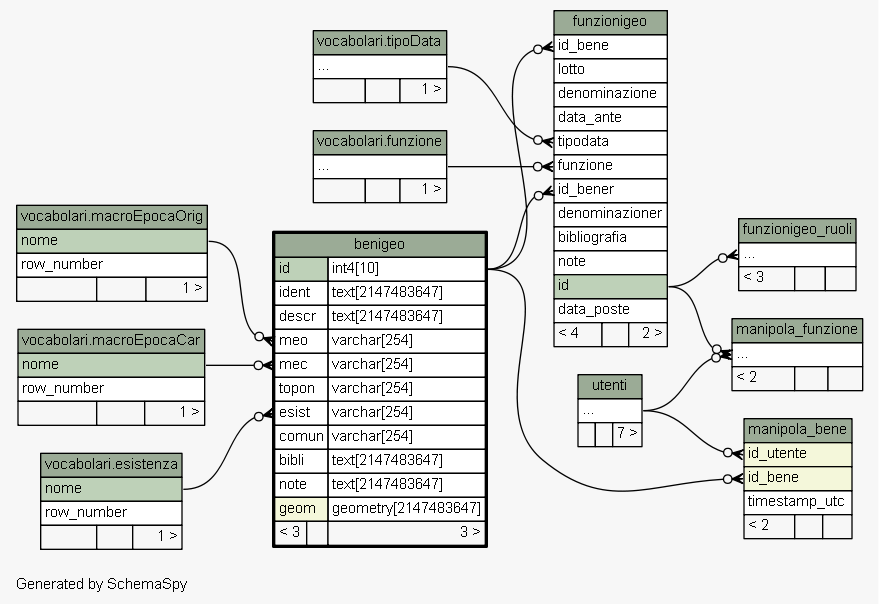 vocabolari.tipoData
...
1 >
vocabolari.funzione
...
1 >
vocabolari.macroEpocaOrig
nome
row_number
1 >
vocabolari.macroEpocaCar
nome
row_number
1 >
vocabolari.esistenza
nome
row_number
1 >
benigeo
id int4[10]
ident text[2147483647]
descr text[2147483647]
meo varchar[254]
mec varchar[254]
topon varchar[254]
esist varchar[254]
comun varchar[254]
bibli text[2147483647]
note text[2147483647]
geom geometry[2147483647]
< 3 3 >
funzionigeo
id_bene
lotto
denominazione
data_ante
tipodata
funzione
id_bener
denominazioner
bibliografia
note
id
data_poste
< 4 2 >
utenti
...
7 >
funzionigeo_ruoli
...
< 3
manipola_funzione
...
< 2
manipola_bene
id_utente
id_bene
timestamp_utc
< 2
Generated by SchemaSpy